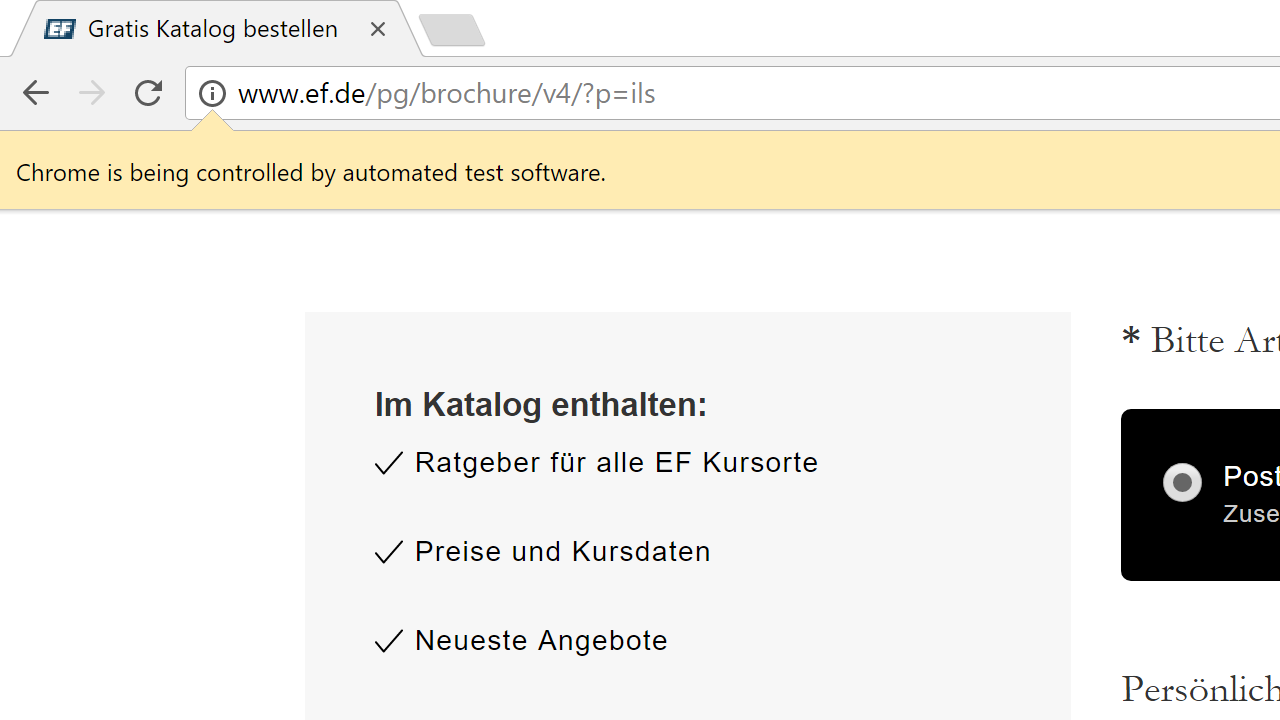 EF Gratis Katalog bestellen
www.ef.de/pg/brochure/v4/?p=ils
Chrome is being controlled by automated test software.
Im Katalog enthalten:
Ratgeber für alle EF Kursorte
Preise und Kursdaten
Neueste Angebote
* Bitte Art
Post
Zuse
Persönlich